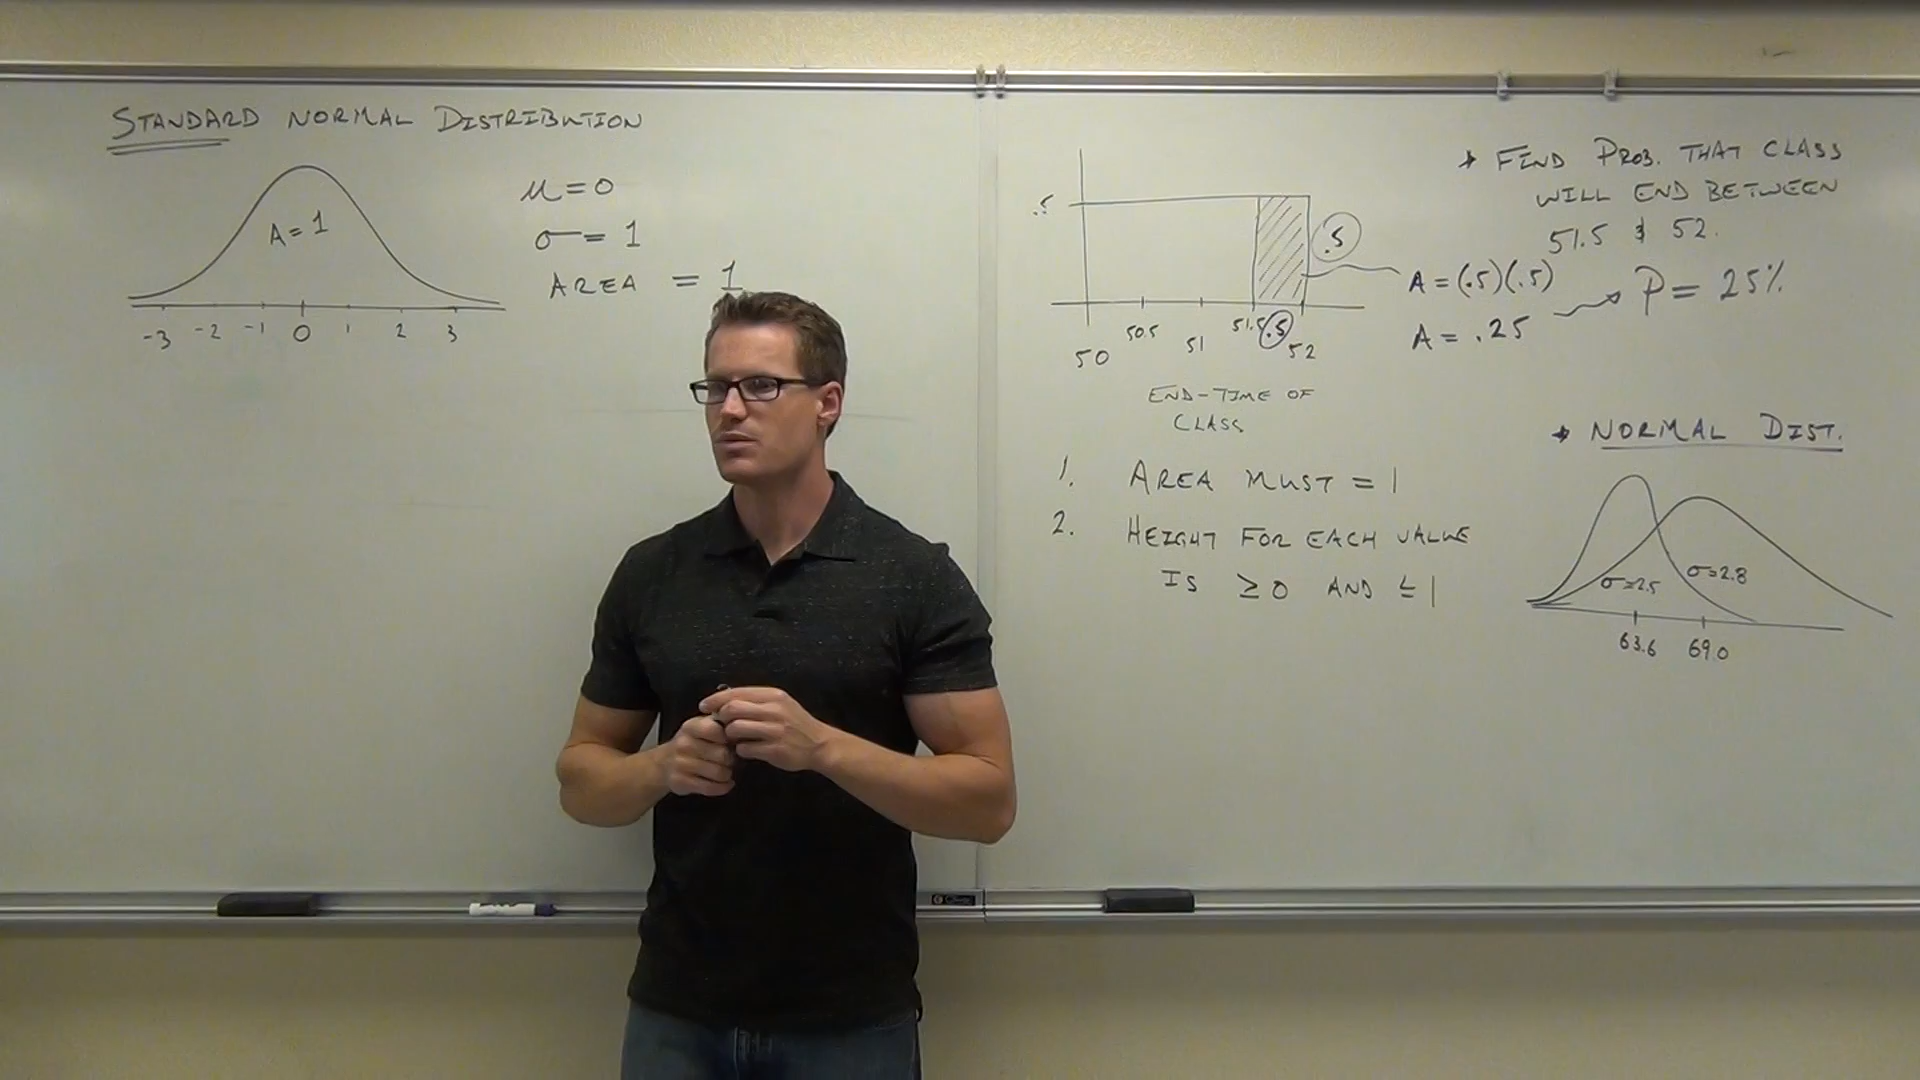 STANDARD NORMAL DISTRIBUTION
A = 1
μ = 0
σ = 1
AREA = 1
-3 -2 -1 0 1 2 3
.5
.5
50 50.5 51 51.5 .5 52
END-TIME OF
CLASS
FIND PROB. THAT CLASS
WILL END BETWEEN
51.5 & 52.
A = (.5)(.5)
A = .25
P = 25%
1. AREA MUST = 1
2. HEIGHT FOR EACH VALUE
IS ≥ 0 AND ≤ 1
NORMAL DIST.
σ=2.5 σ=2.8
63.6 69.0